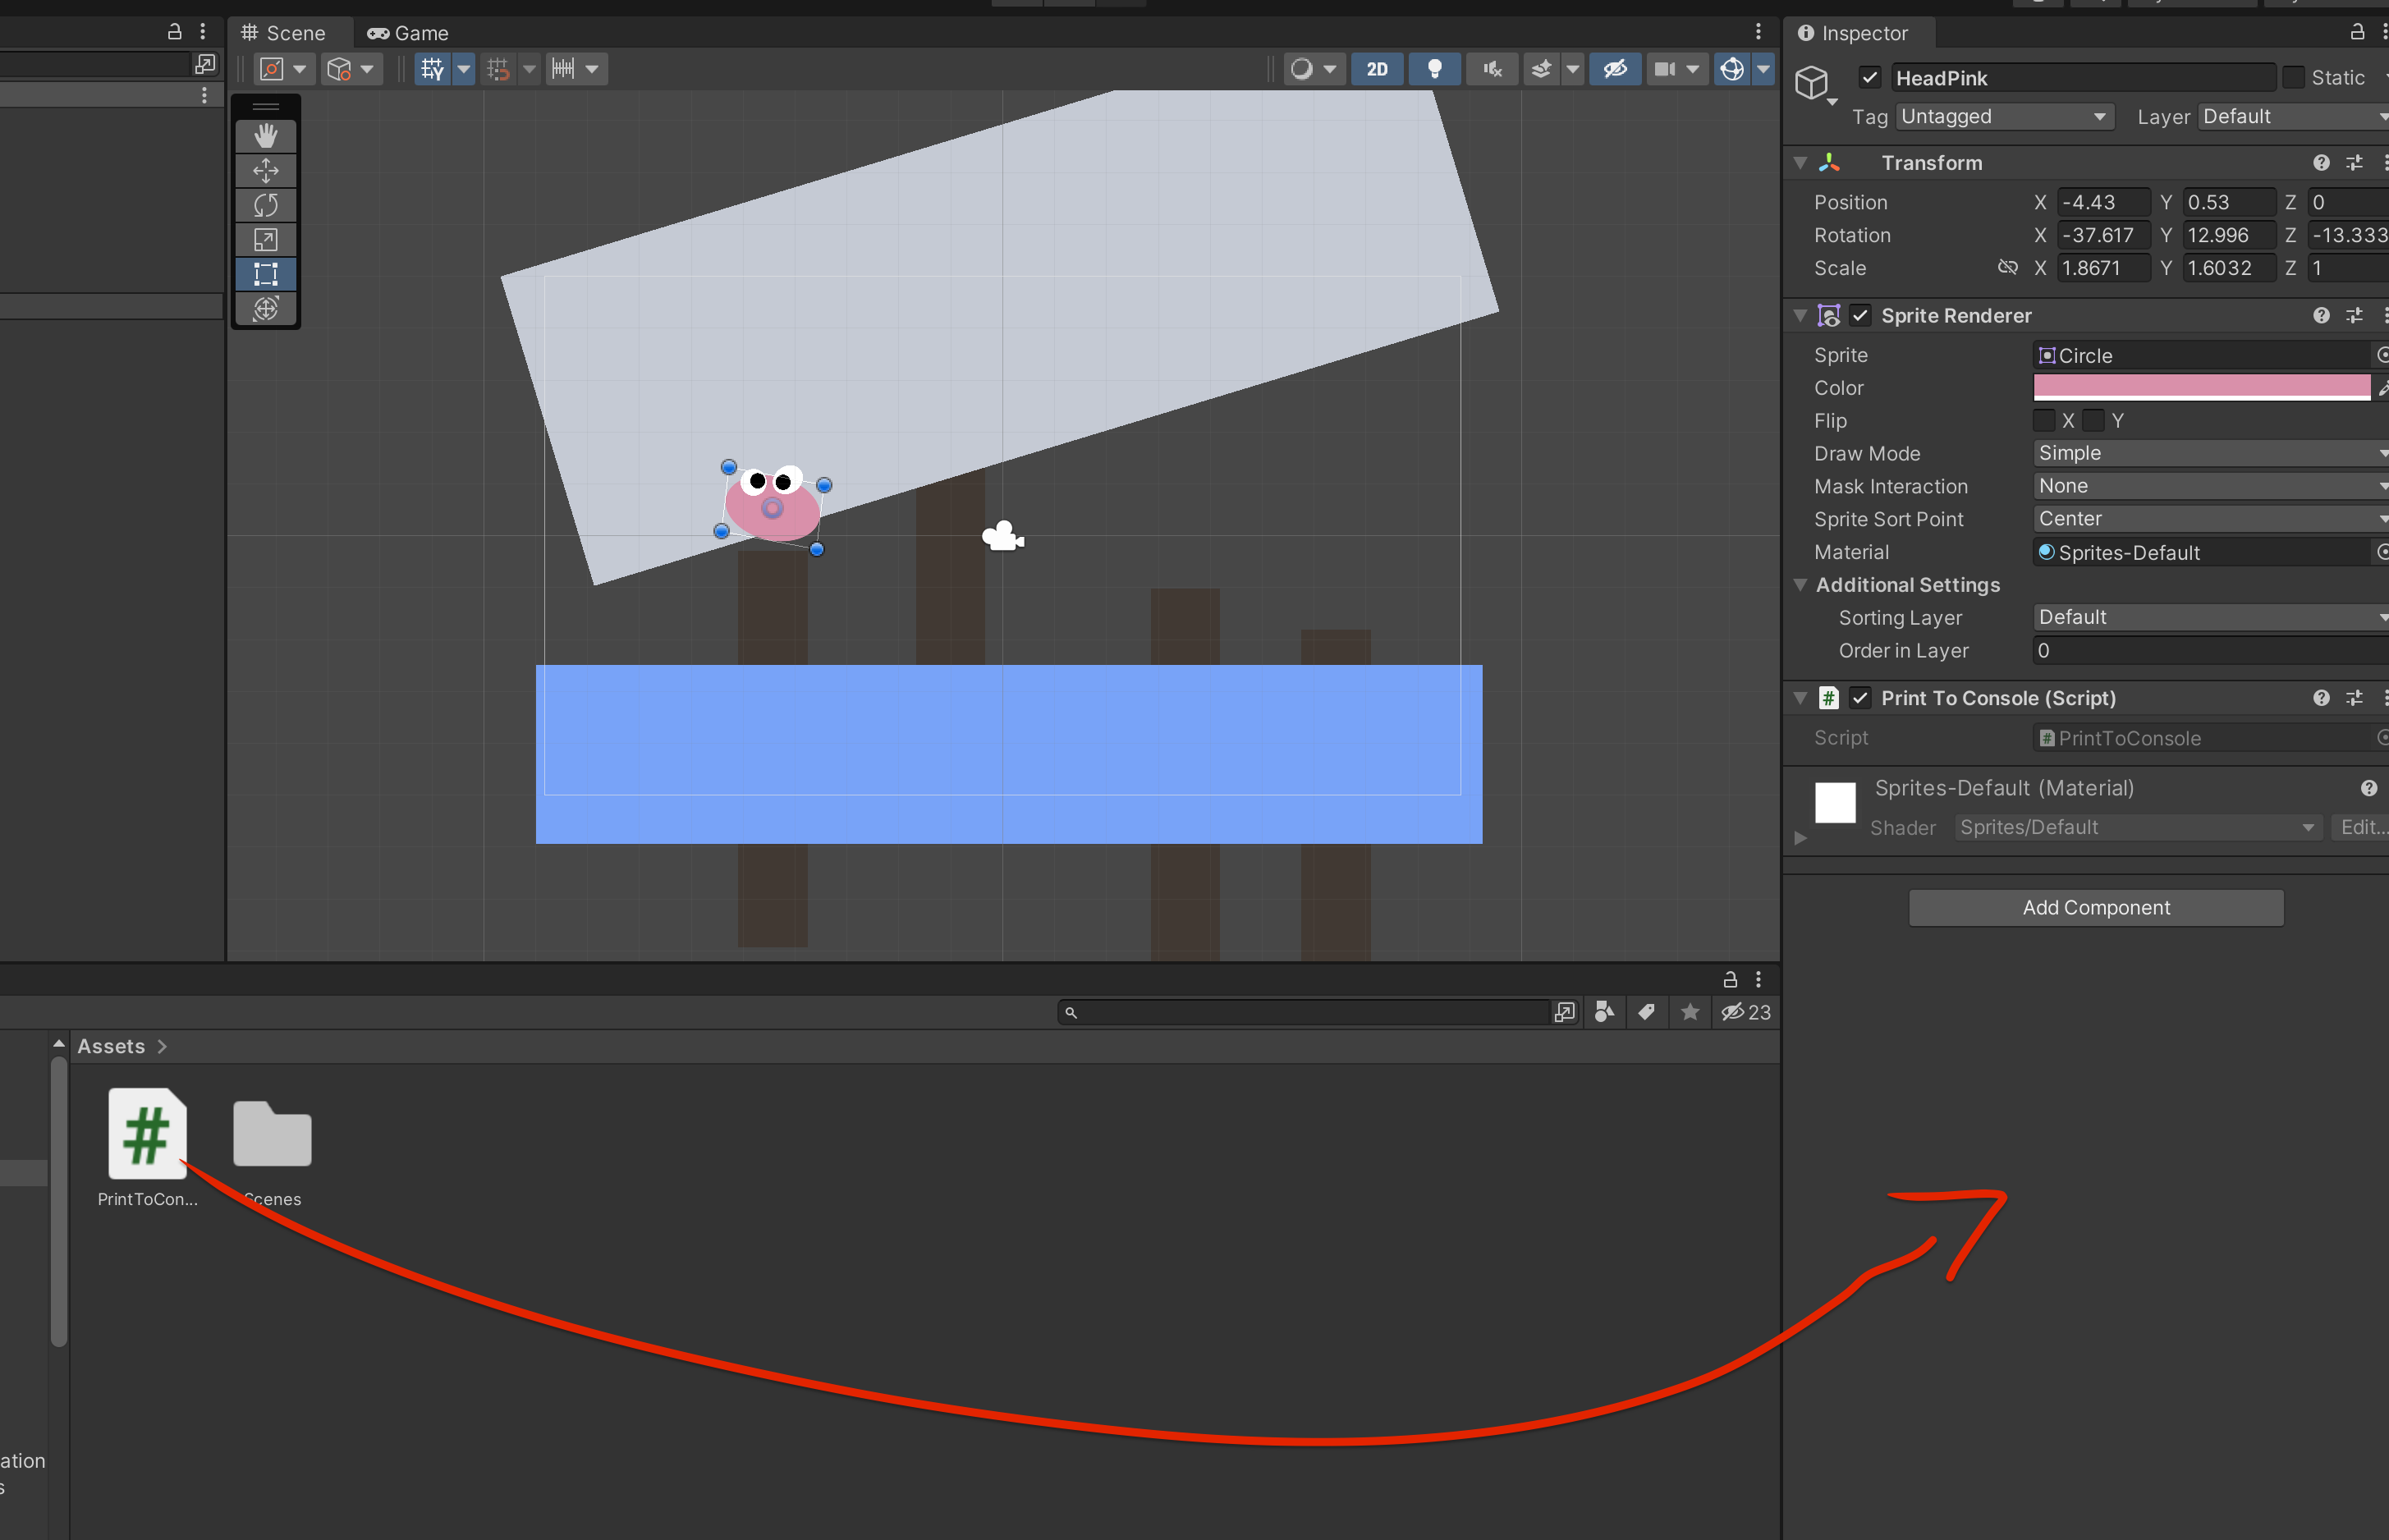 Scene
Game
2D
Inspector
HeadPink
Static
Tag Untagged
Layer Default
Transform
Position X -4.43 Y 0.53 Z 0
Rotation X -37.617 Y 12.996 Z -13.333
Scale X 1.8671 Y 1.6032 Z 1
Sprite Renderer
Sprite Circle
Color
Flip X Y
Draw Mode Simple
Mask Interaction None
Sprite Sort Point Center
Material Sprites-Default
Additional Settings
Sorting Layer Default
Order in Layer 0
# Print To Console (Script)
Script # PrintToConsole
Sprites-Default (Material)
Shader Sprites/Default Edit...
Add Component
23
Assets >
#
PrintToCon...
Scenes
ation
s